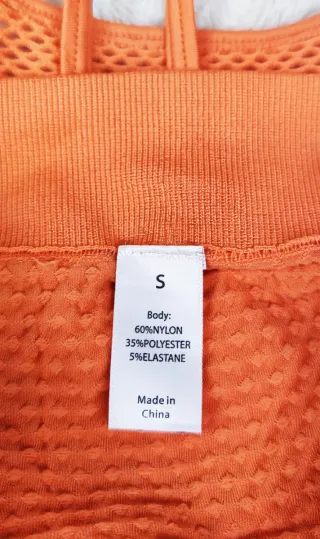 S
Body:
60%NYLON
35%POLYESTER
5%ELASTANE
Made in
China